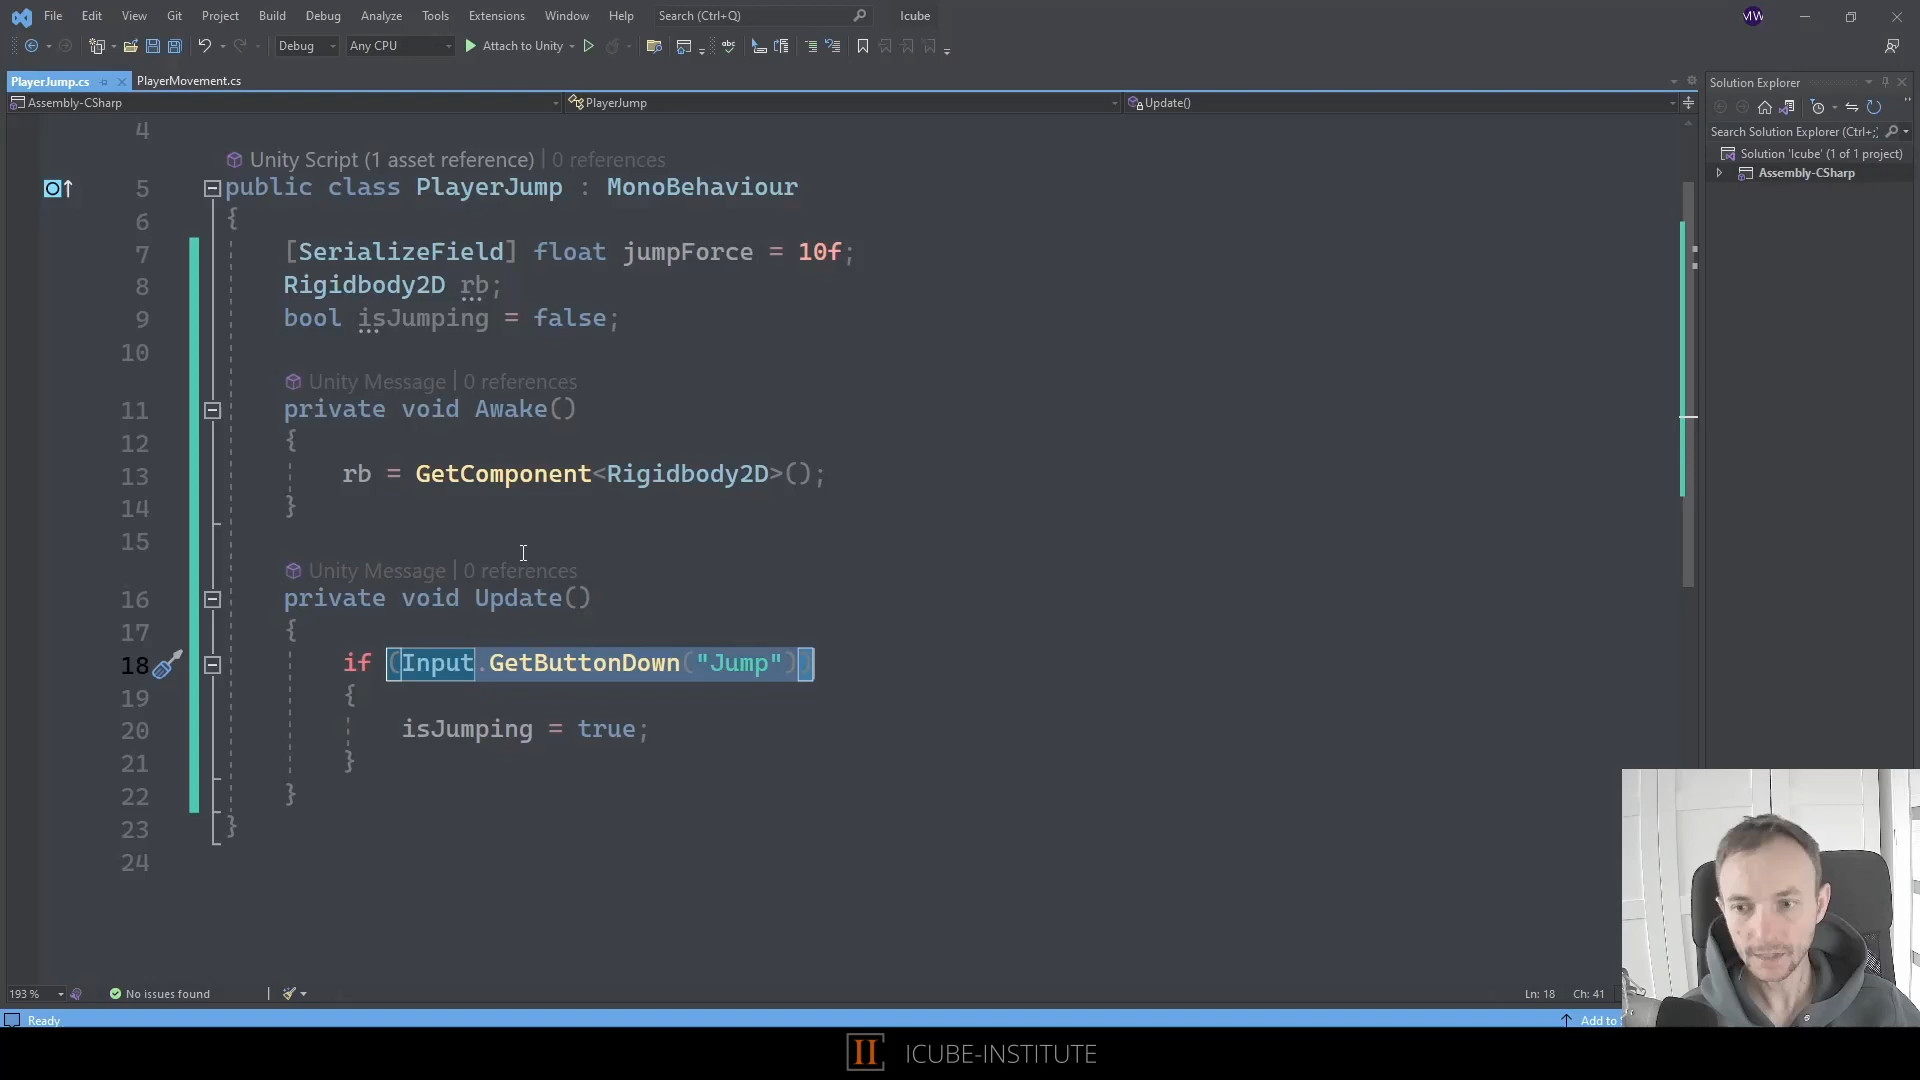 File Edit View Git Project Build Debug Analyze Tools Extensions Window Help Search (Ctrl+Q) Icube MW
Debug Any CPU Attach to Unity
PlayerJump.cs PlayerMovement.cs
Assembly-CSharp PlayerJump Update()
Solution Explorer
Search Solution Explorer (Ctrl+;
Solution 'Icube' (1 of 1 project)
Assembly-CSharp
4
Unity Script (1 asset reference) | 0 references
5 public class PlayerJump : MonoBehaviour
6 {
7 [SerializeField] float jumpForce = 10f;
8 Rigidbody2D rb;
9 bool isJumping = false;
10
Unity Message | 0 references
11 private void Awake()
12 {
13 rb = GetComponent<Rigidbody2D>();
14 }
15
Unity Message | 0 references
16 private void Update()
17 {
18 if (Input.GetButtonDown("Jump"))
19 {
20 isJumping = true;
21 }
22 }
23 }
24
193 % No issues found Ln: 18 Ch: 41
Ready Add to
II ICUBE-INSTITUTE